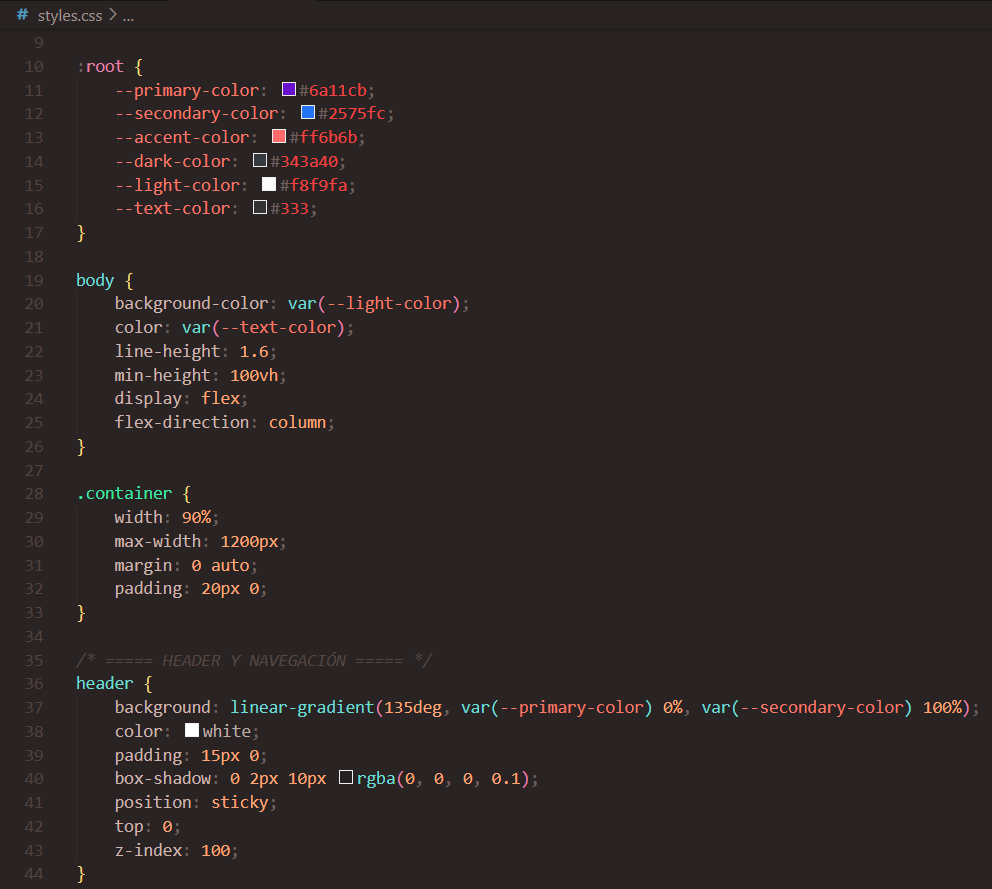 # styles.css > ...
9
10 :root {
11     --primary-color: #6a11cb;
12     --secondary-color: #2575fc;
13     --accent-color: #ff6b6b;
14     --dark-color: #343a40;
15     --light-color: #f8f9fa;
16     --text-color: #333;
17 }
18
19 body {
20     background-color: var(--light-color);
21     color: var(--text-color);
22     line-height: 1.6;
23     min-height: 100vh;
24     display: flex;
25     flex-direction: column;
26 }
27
28 .container {
29     width: 90%;
30     max-width: 1200px;
31     margin: 0 auto;
32     padding: 20px 0;
33 }
34
35 /* ===== HEADER Y NAVEGACIÓN ===== */
36 header {
37     background: linear-gradient(135deg, var(--primary-color) 0%, var(--secondary-color) 100%);
38     color: white;
39     padding: 15px 0;
40     box-shadow: 0 2px 10px rgba(0, 0, 0, 0.1);
41     position: sticky;
42     top: 0;
43     z-index: 100;
44 }